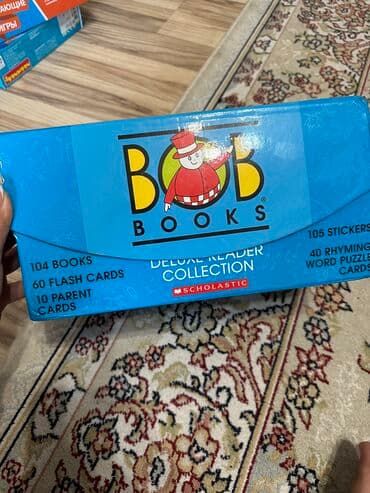 ИГРЫ
BOB
BOOKS®
104 BOOKS
60 FLASH CARDS
10 PARENT
CARDS
DELUXE READER
COLLECTION
SCHOLASTIC
105 STICKERS
40 RHYMING
WORD PUZZLE
CARDS